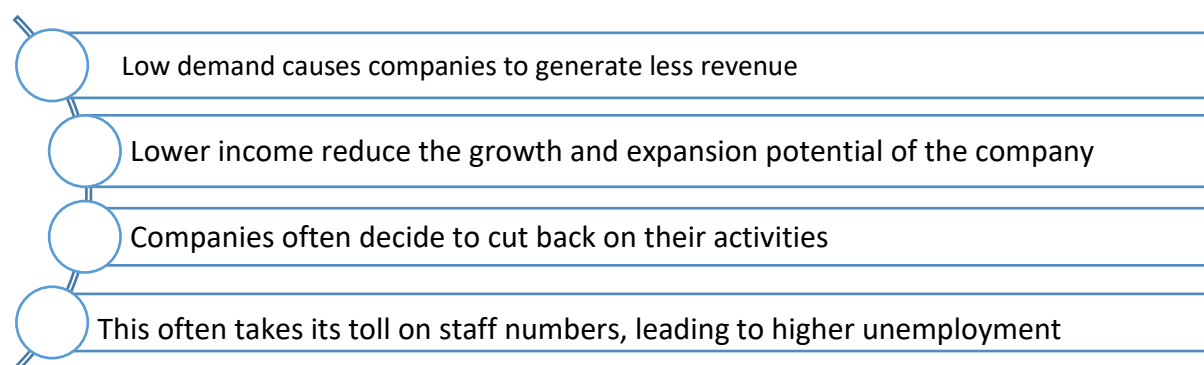 Low demand causes companies to generate less revenue
Lower income reduce the growth and expansion potential of the company
Companies often decide to cut back on their activities
This often takes its toll on staff numbers, leading to higher unemployment